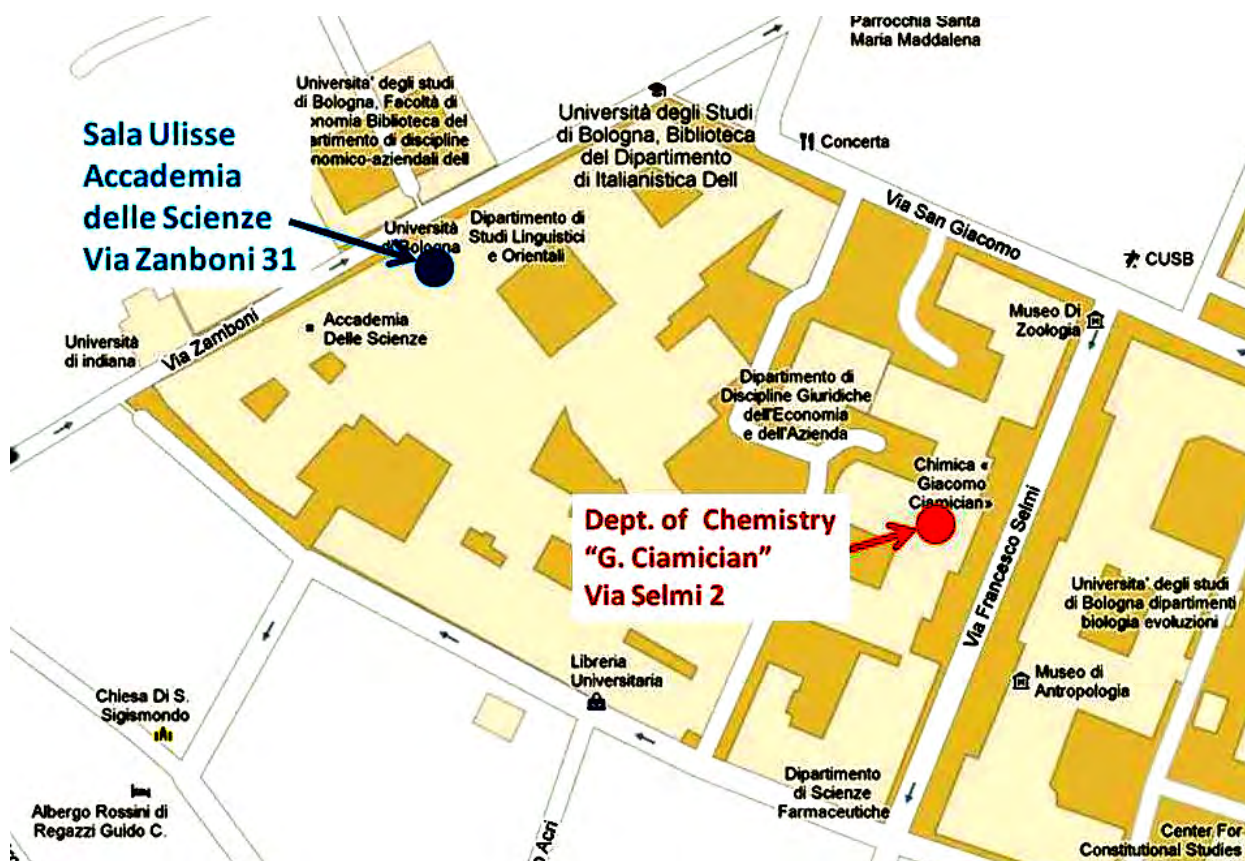 Parrocchia Santa
Maria Maddalena
Universita' degli studi
di Bologna, Facoltà di
onomia Biblioteca del
artimento di discipline
nomico-aziendali dell
Università degli Studi
di Bologna, Biblioteca
del Dipartimento
di Italianistica Dell
Concerta
Sala Ulisse
Accademia
delle Scienze
Via Zanboni 31
Università
di Bologna
Dipartimento di
Studi Linguistici
e Orientali
Via San Giacomo
CUSB
Museo Di
Zoologia
Accademia
Delle Scienze
Via Zamboni
Università
di indiana
Dipartimento di
Discipline Giuridiche
dell'Economia
e dell'Azienda
Chimica «
Giacomo
Ciamician»
Dept. of Chemistry
“G. Ciamician”
Via Selmi 2
Via Francesco Selmi
Universita' degli studi
di Bologna dipartimenti
biologia evoluzioni
Libreria
Universitaria
Museo di
Antropologia
Chiesa Di S.
Sigismondo
Albergo Rossini di
Regazzi Guido C.
o Acri
Dipartimento
di Scienze
Farmaceutiche
Center For
Constitutional Studies